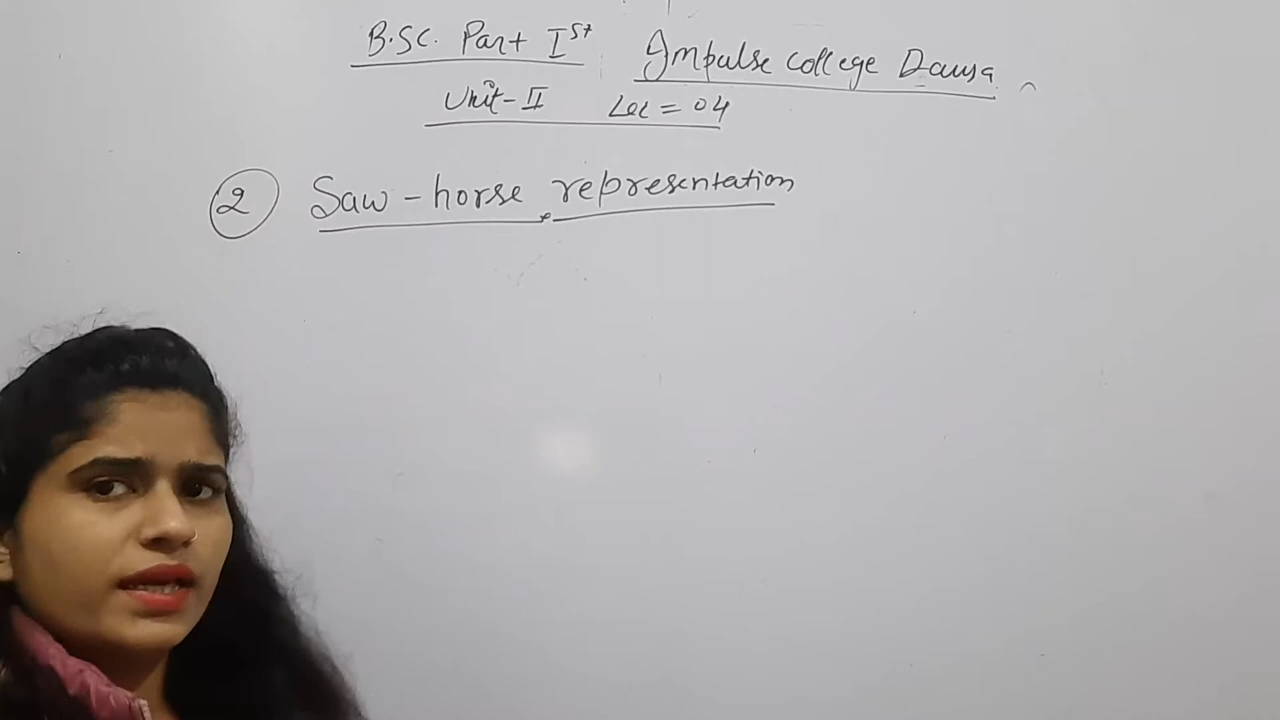 B.SC. Part Ist Impulse college Dausa
Unit-II Lec = 04
2 Saw-horse representation